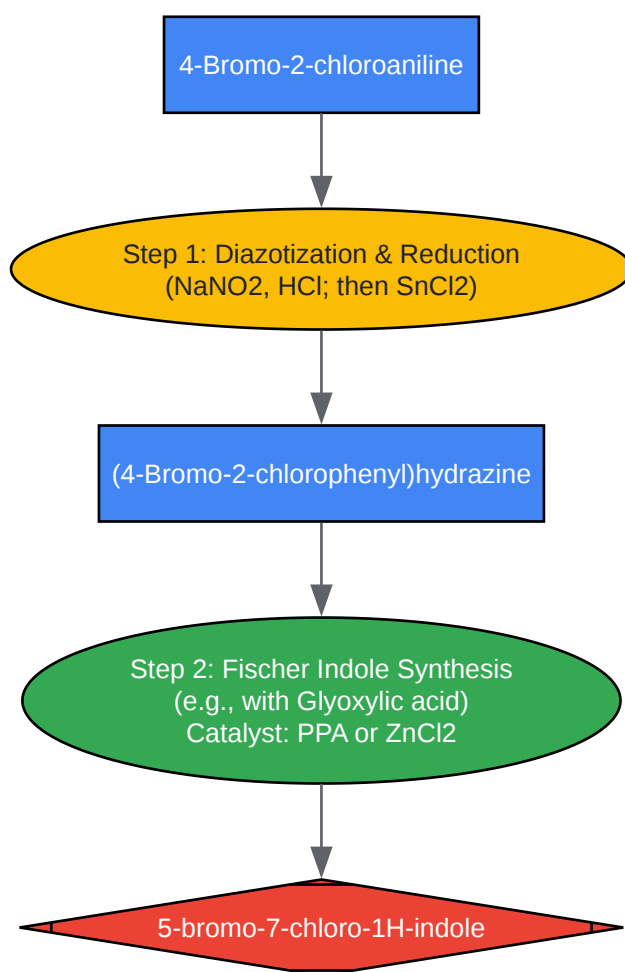 4-Bromo-2-chloroaniline
Step 1: Diazotization & Reduction
(NaNO2, HCl; then SnCl2)
(4-Bromo-2-chlorophenyl)hydrazine
Step 2: Fischer Indole Synthesis
(e.g., with Glyoxylic acid)
Catalyst: PPA or ZnCl2
5-bromo-7-chloro-1H-indole